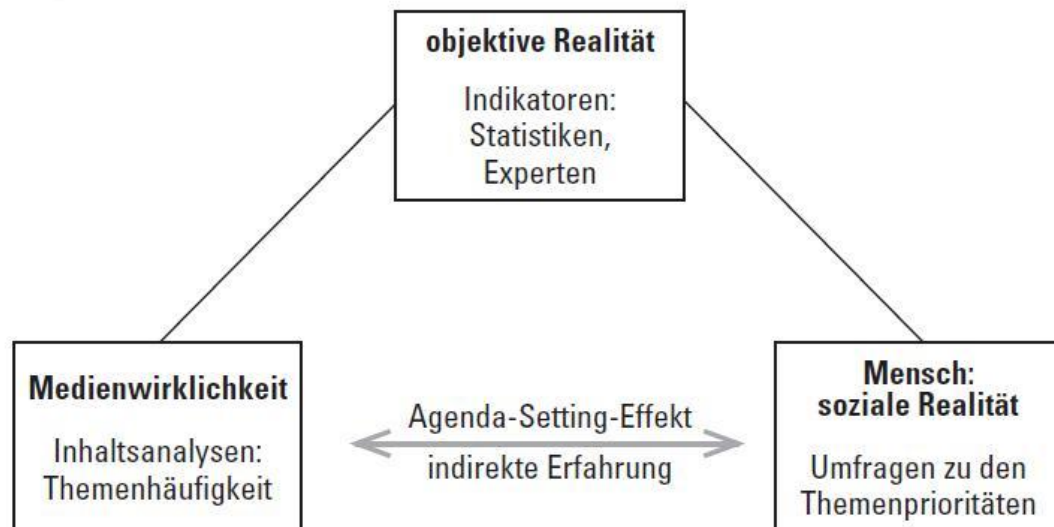 objektive Realität
Indikatoren:
Statistiken,
Experten
Medienwirklichkeit
Inhaltsanalysen:
Themenhäufigkeit
Agenda-Setting-Effekt
indirekte Erfahrung
Mensch:
soziale Realität
Umfragen zu den
Themenprioritäten